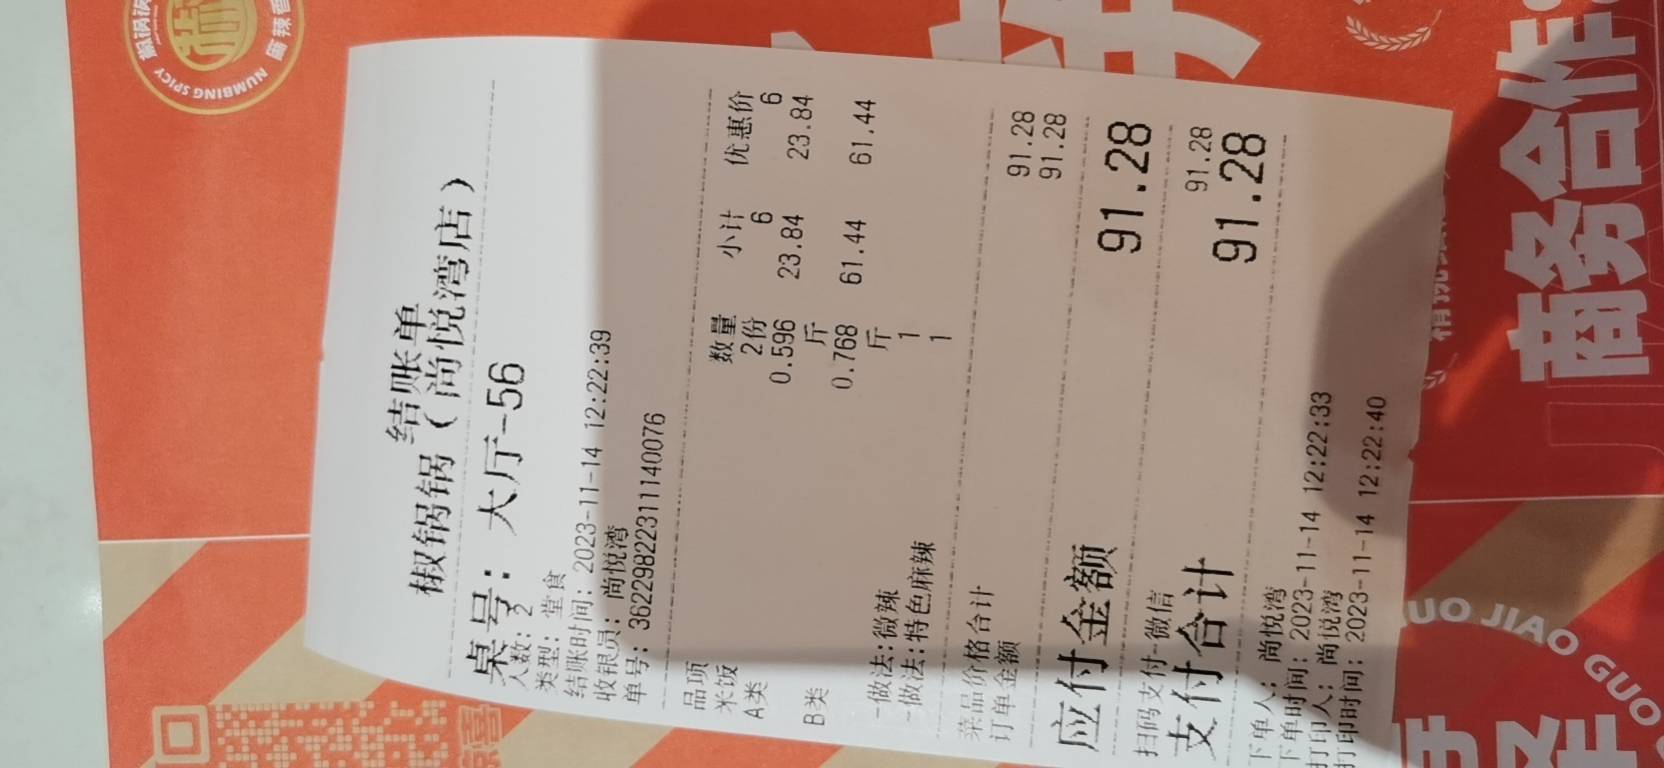 结账单
椒锅锅(尚悦湾店)
桌号: 大厅-56
人数: 2
类型: 堂食
结账时间: 2023-11-14 12:22:39
收银员: 尚悦湾
单号: 3622982231114 0076
品项 数量 小计 优惠价
米饭 2份 6 6
A类 0.596 23.84 23.84
斤
B类 0.768 61.44 61.44
斤
-做法:微辣 1
-做法:特色麻辣 1
菜品价格合计 91.28
订单金额 91.28
应付金额 91.28
扫码支付-微信 91.28
支付合计 91.28
下单人: 尚悦湾
下单时间: 2023-11-14 12:22:33
打印人: 尚悦湾
打印时间: 2023-11-14 12:22:40
NUMBING SPICY
麻辣香
商务合作
UO JIAO GUO